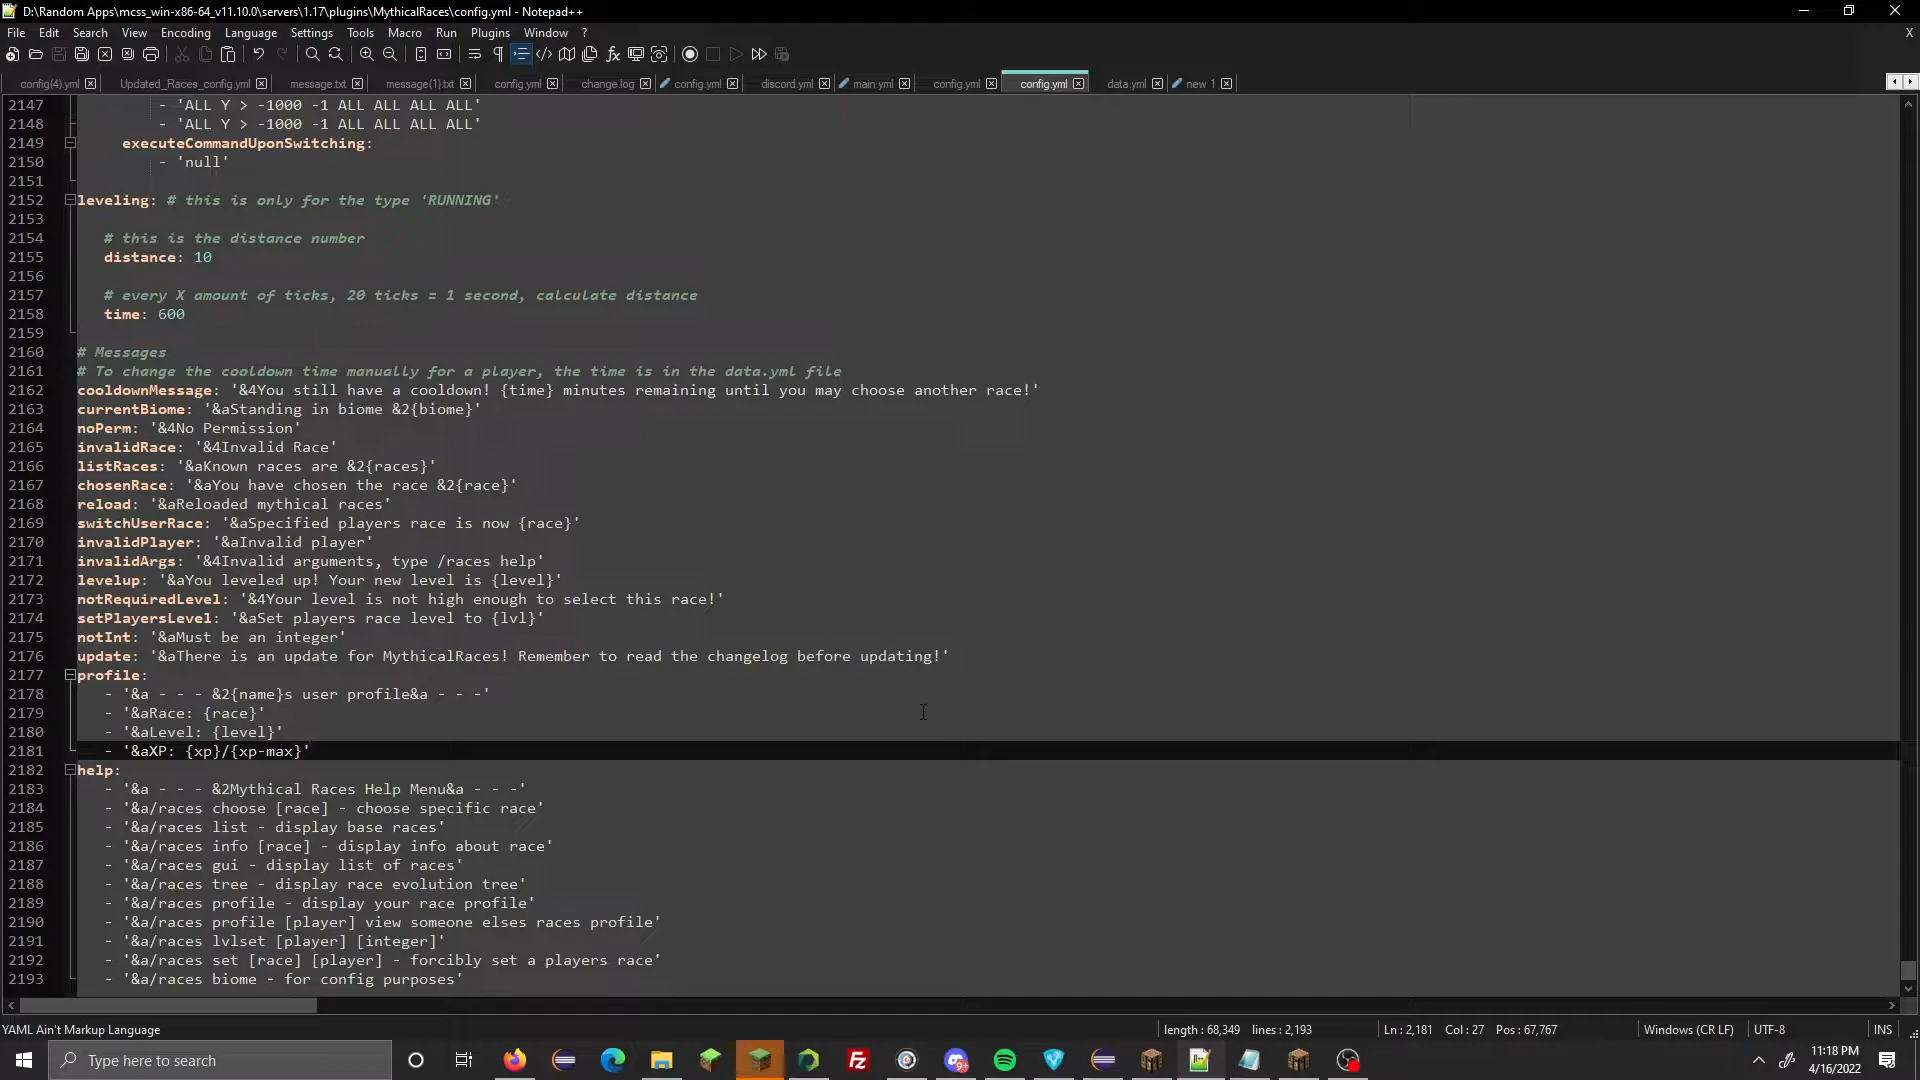 D:\Random Apps\mcss_win-x86-64_v11.10.0\servers\1.17\plugins\MythicalRaces\config.yml - Notepad++
File Edit Search View Encoding Language Settings Tools Macro Run Plugins Window ? X
config(4).yml Updated_Races_config.yml message.txt message(1).txt config.yml change.log config.yml discord.yml main.yml config.yml config.yml data.yml new 1
2147 - 'ALL Y > -1000 -1 ALL ALL ALL ALL'
2148 - 'ALL Y > -1000 -1 ALL ALL ALL ALL'
2149 executeCommandUponSwitching:
2150 - 'null'
2151
2152 leveling: # this is only for the type 'RUNNING'
2153
2154 # this is the distance number
2155 distance: 10
2156
2157 # every X amount of ticks, 20 ticks = 1 second, calculate distance
2158 time: 600
2159
2160 # Messages
2161 # To change the cooldown time manually for a player, the time is in the data.yml file
2162 cooldownMessage: '&4You still have a cooldown! {time} minutes remaining until you may choose another race!'
2163 currentBiome: '&aStanding in biome &2{biome}'
2164 noPerm: '&4No Permission'
2165 invalidRace: '&4Invalid Race'
2166 listRaces: '&aKnown races are &2{races}'
2167 chosenRace: '&aYou have chosen the race &2{race}'
2168 reload: '&aReloaded mythical races'
2169 switchUserRace: '&aSpecified players race is now {race}'
2170 invalidPlayer: '&aInvalid player'
2171 invalidArgs: '&4Invalid arguments, type /races help'
2172 levelup: '&aYou leveled up! Your new level is {level}'
2173 notRequiredLevel: '&4Your level is not high enough to select this race!'
2174 setPlayersLevel: '&aSet players race level to {lvl}'
2175 notInt: '&aMust be an integer'
2176 update: '&aThere is an update for MythicalRaces! Remember to read the changelog before updating!'
2177 profile:
2178 - '&a - - - &2{name}s user profile&a - - -'
2179 - '&aRace: {race}'
2180 - '&aLevel: {level}'
2181 - '&aXP: {xp}/{xp-max}'
2182 help:
2183 - '&a - - - &2Mythical Races Help Menu&a - - -'
2184 - '&a/races choose [race] - choose specific race'
2185 - '&a/races list - display base races'
2186 - '&a/races info [race] - display info about race'
2187 - '&a/races gui - display list of races'
2188 - '&a/races tree - display race evolution tree'
2189 - '&a/races profile - display your race profile'
2190 - '&a/races profile [player] view someone elses races profile'
2191 - '&a/races lvlset [player] [integer]'
2192 - '&a/races set [race] [player] - forcibly set a players race'
2193 - '&a/races biome - for config purposes'
YAML Ain't Markup Language length : 68,349 lines : 2,193 Ln : 2,181 Col : 27 Pos : 67,767 Windows (CR LF) UTF-8 INS
Type here to search
11:18 PM
4/16/2022